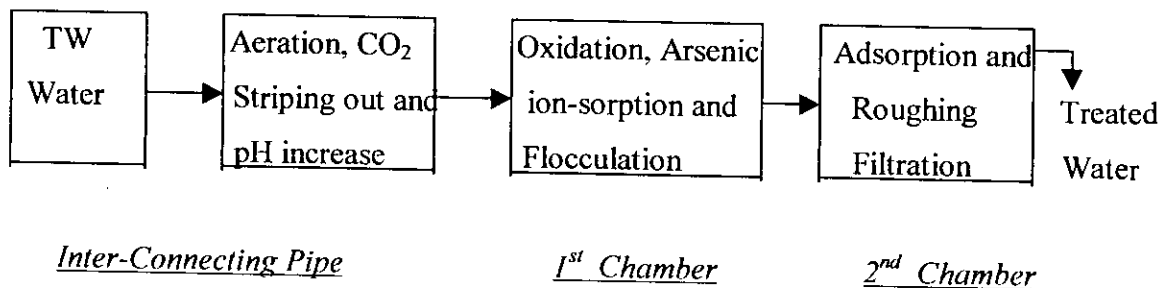 TW
Water
Aeration, CO₂
Striping out and
pH increase
Oxidation, Arsenic
ion-sorption and
Flocculation
Adsorption and
Roughing
Filtration
Treated
Water
Inter-Connecting Pipe
1st Chamber
2nd Chamber